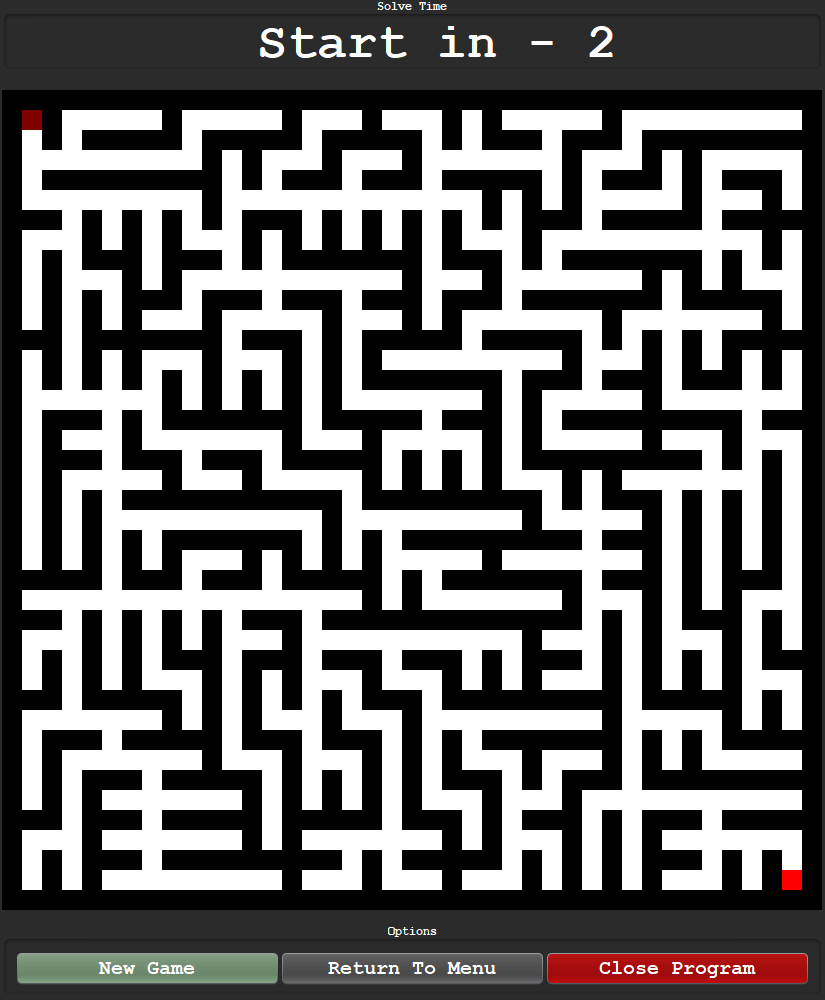 Solve Time
Start in - 2
Options
New Game
Return To Menu
Close Program